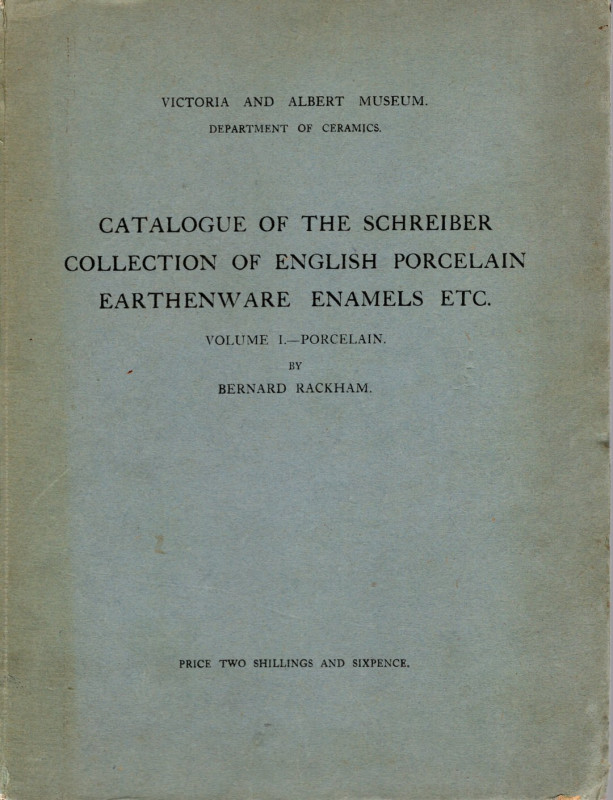 VICTORIA AND ALBERT MUSEUM.
DEPARTMENT OF CERAMICS.
CATALOGUE OF THE SCHREIBER
COLLECTION OF ENGLISH PORCELAIN
EARTHENWARE ENAMELS ETC.
VOLUME I.—PORCELAIN.
BY
BERNARD RACKHAM.
PRICE TWO SHILLINGS AND SIXPENCE.